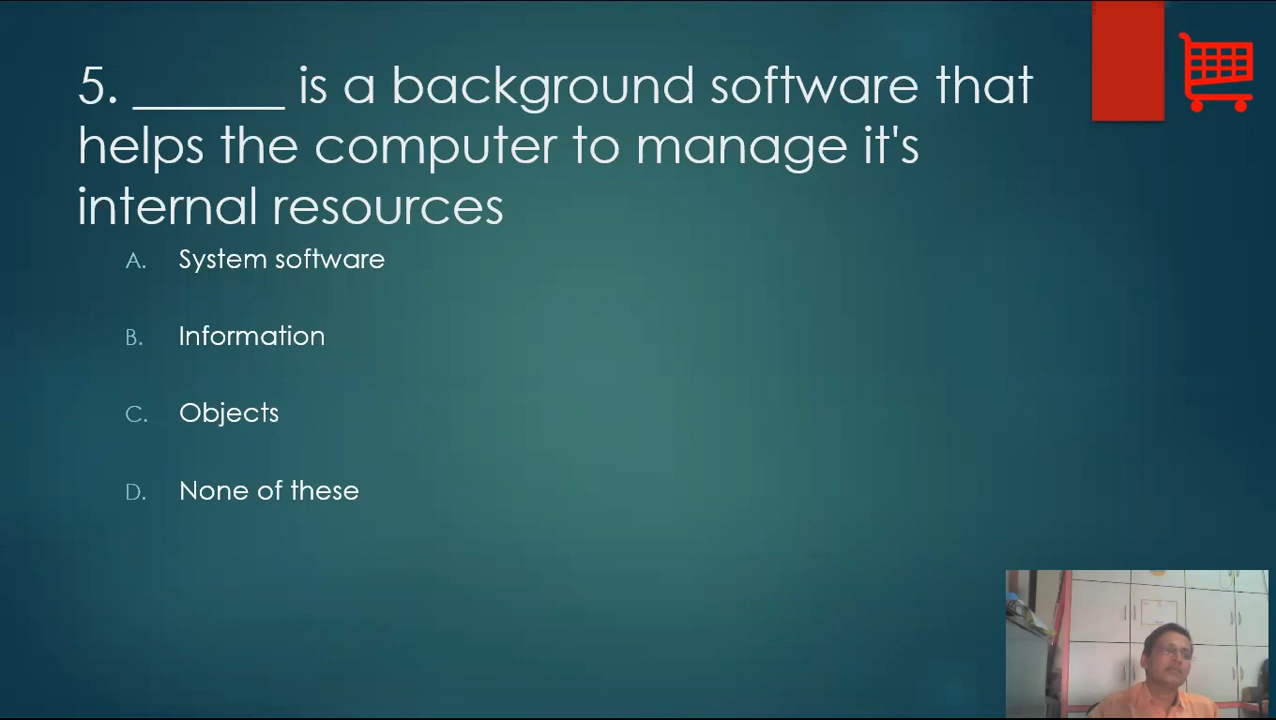 5. ______ is a background software that
helps the computer to manage it's
internal resources
A. System software
B. Information
C. Objects
D. None of these